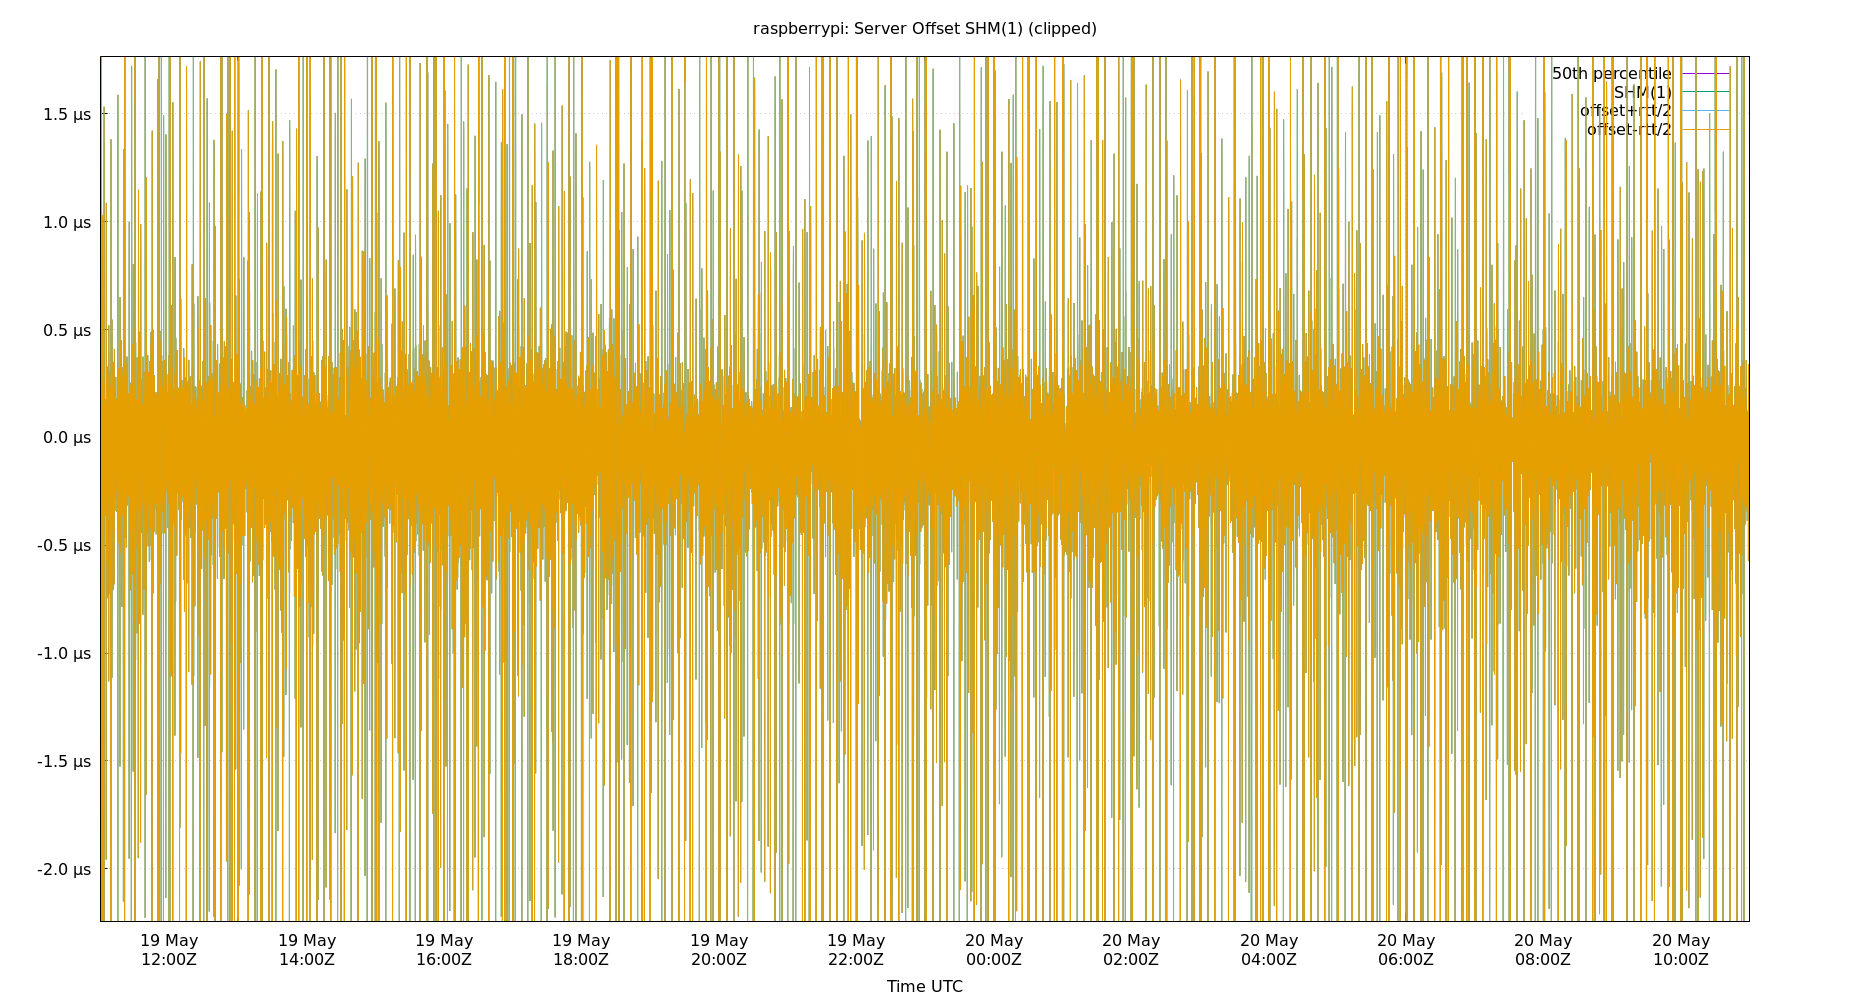 raspberrypi: Server Offset SHM(1) (clipped)
50th percentile
SHM(1)
offset+rtt/2
offset-rtt/2
1.5 µs
1.0 µs
0.5 µs
0.0 µs
-0.5 µs
-1.0 µs
-1.5 µs
-2.0 µs
19 May 19 May 19 May 19 May 19 May 19 May 20 May 20 May 20 May 20 May 20 May 20 May
12:00Z 14:00Z 16:00Z 18:00Z 20:00Z 22:00Z 00:00Z 02:00Z 04:00Z 06:00Z 08:00Z 10:00Z
Time UTC